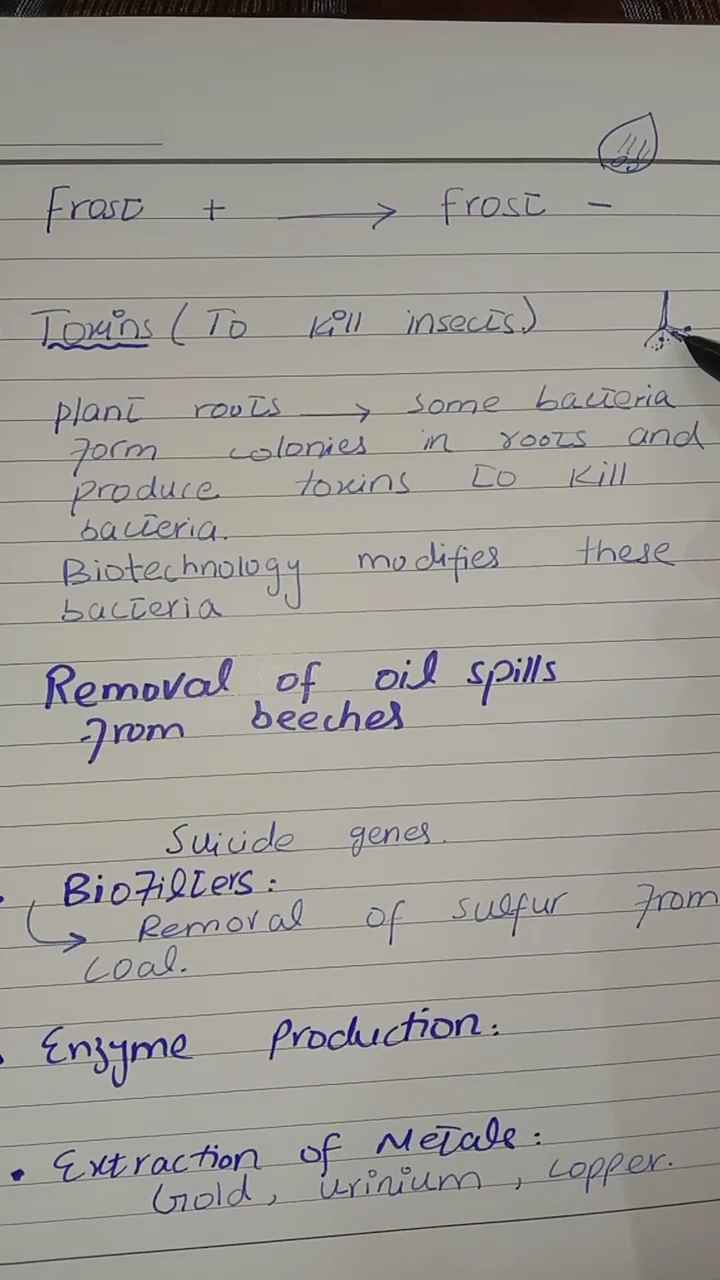 Frost + → frost -
Toxins (To kill insects)
plant roots → some bacteria
form colonies in roots and
produce toxins to kill
bacteria.
Biotechnology modifies these
bacteria
Removal of oil spills
from beeches
Suicide genes.
BioFilters:
→ Removal of sulfur from
coal.
Enzyme production:
• Extraction of Metals:
Gold, urinium, copper.